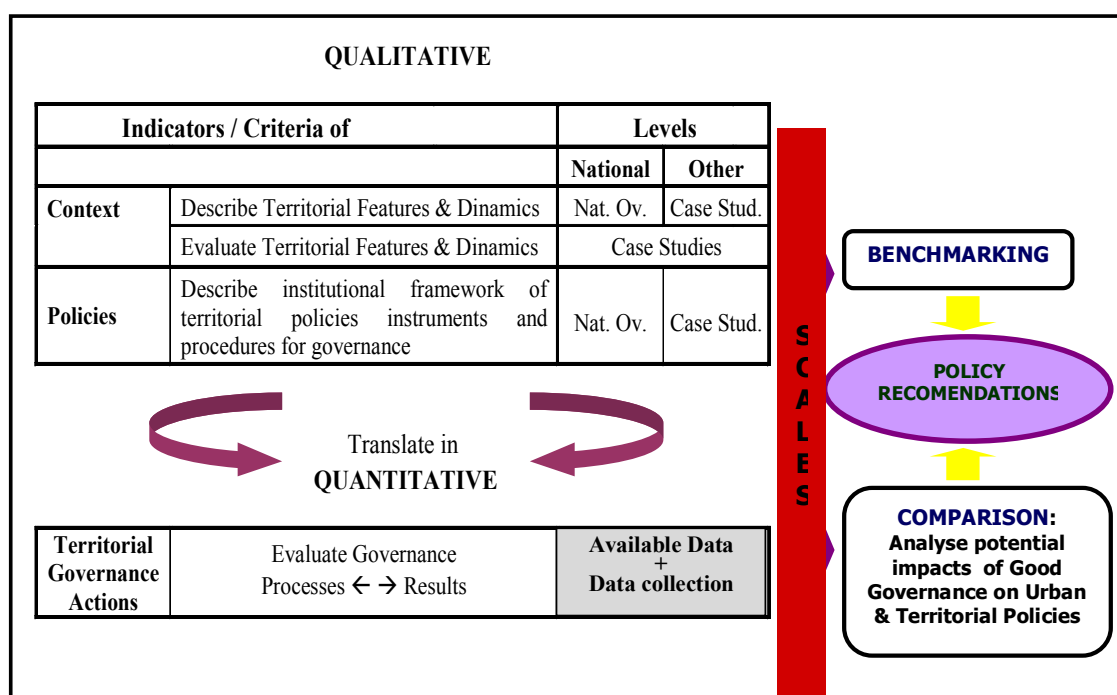 QUALITATIVE
Indicators / Criteria of Levels
National Other
Context Describe Territorial Features & Dinamics Nat. Ov. Case Stud.
Evaluate Territorial Features & Dinamics Case Studies
Policies Describe institutional framework of
territorial policies instruments and
procedures for governance Nat. Ov. Case Stud.
Translate in
QUANTITATIVE
Territorial
Governance
Actions
Evaluate Governance
Processes ← → Results
Available Data
+
Data collection
SCALES
BENCHMARKING
POLICY
RECOMENDATIONS
COMPARISON:
Analyse potential
impacts of Good
Governance on Urban
& Territorial Policies